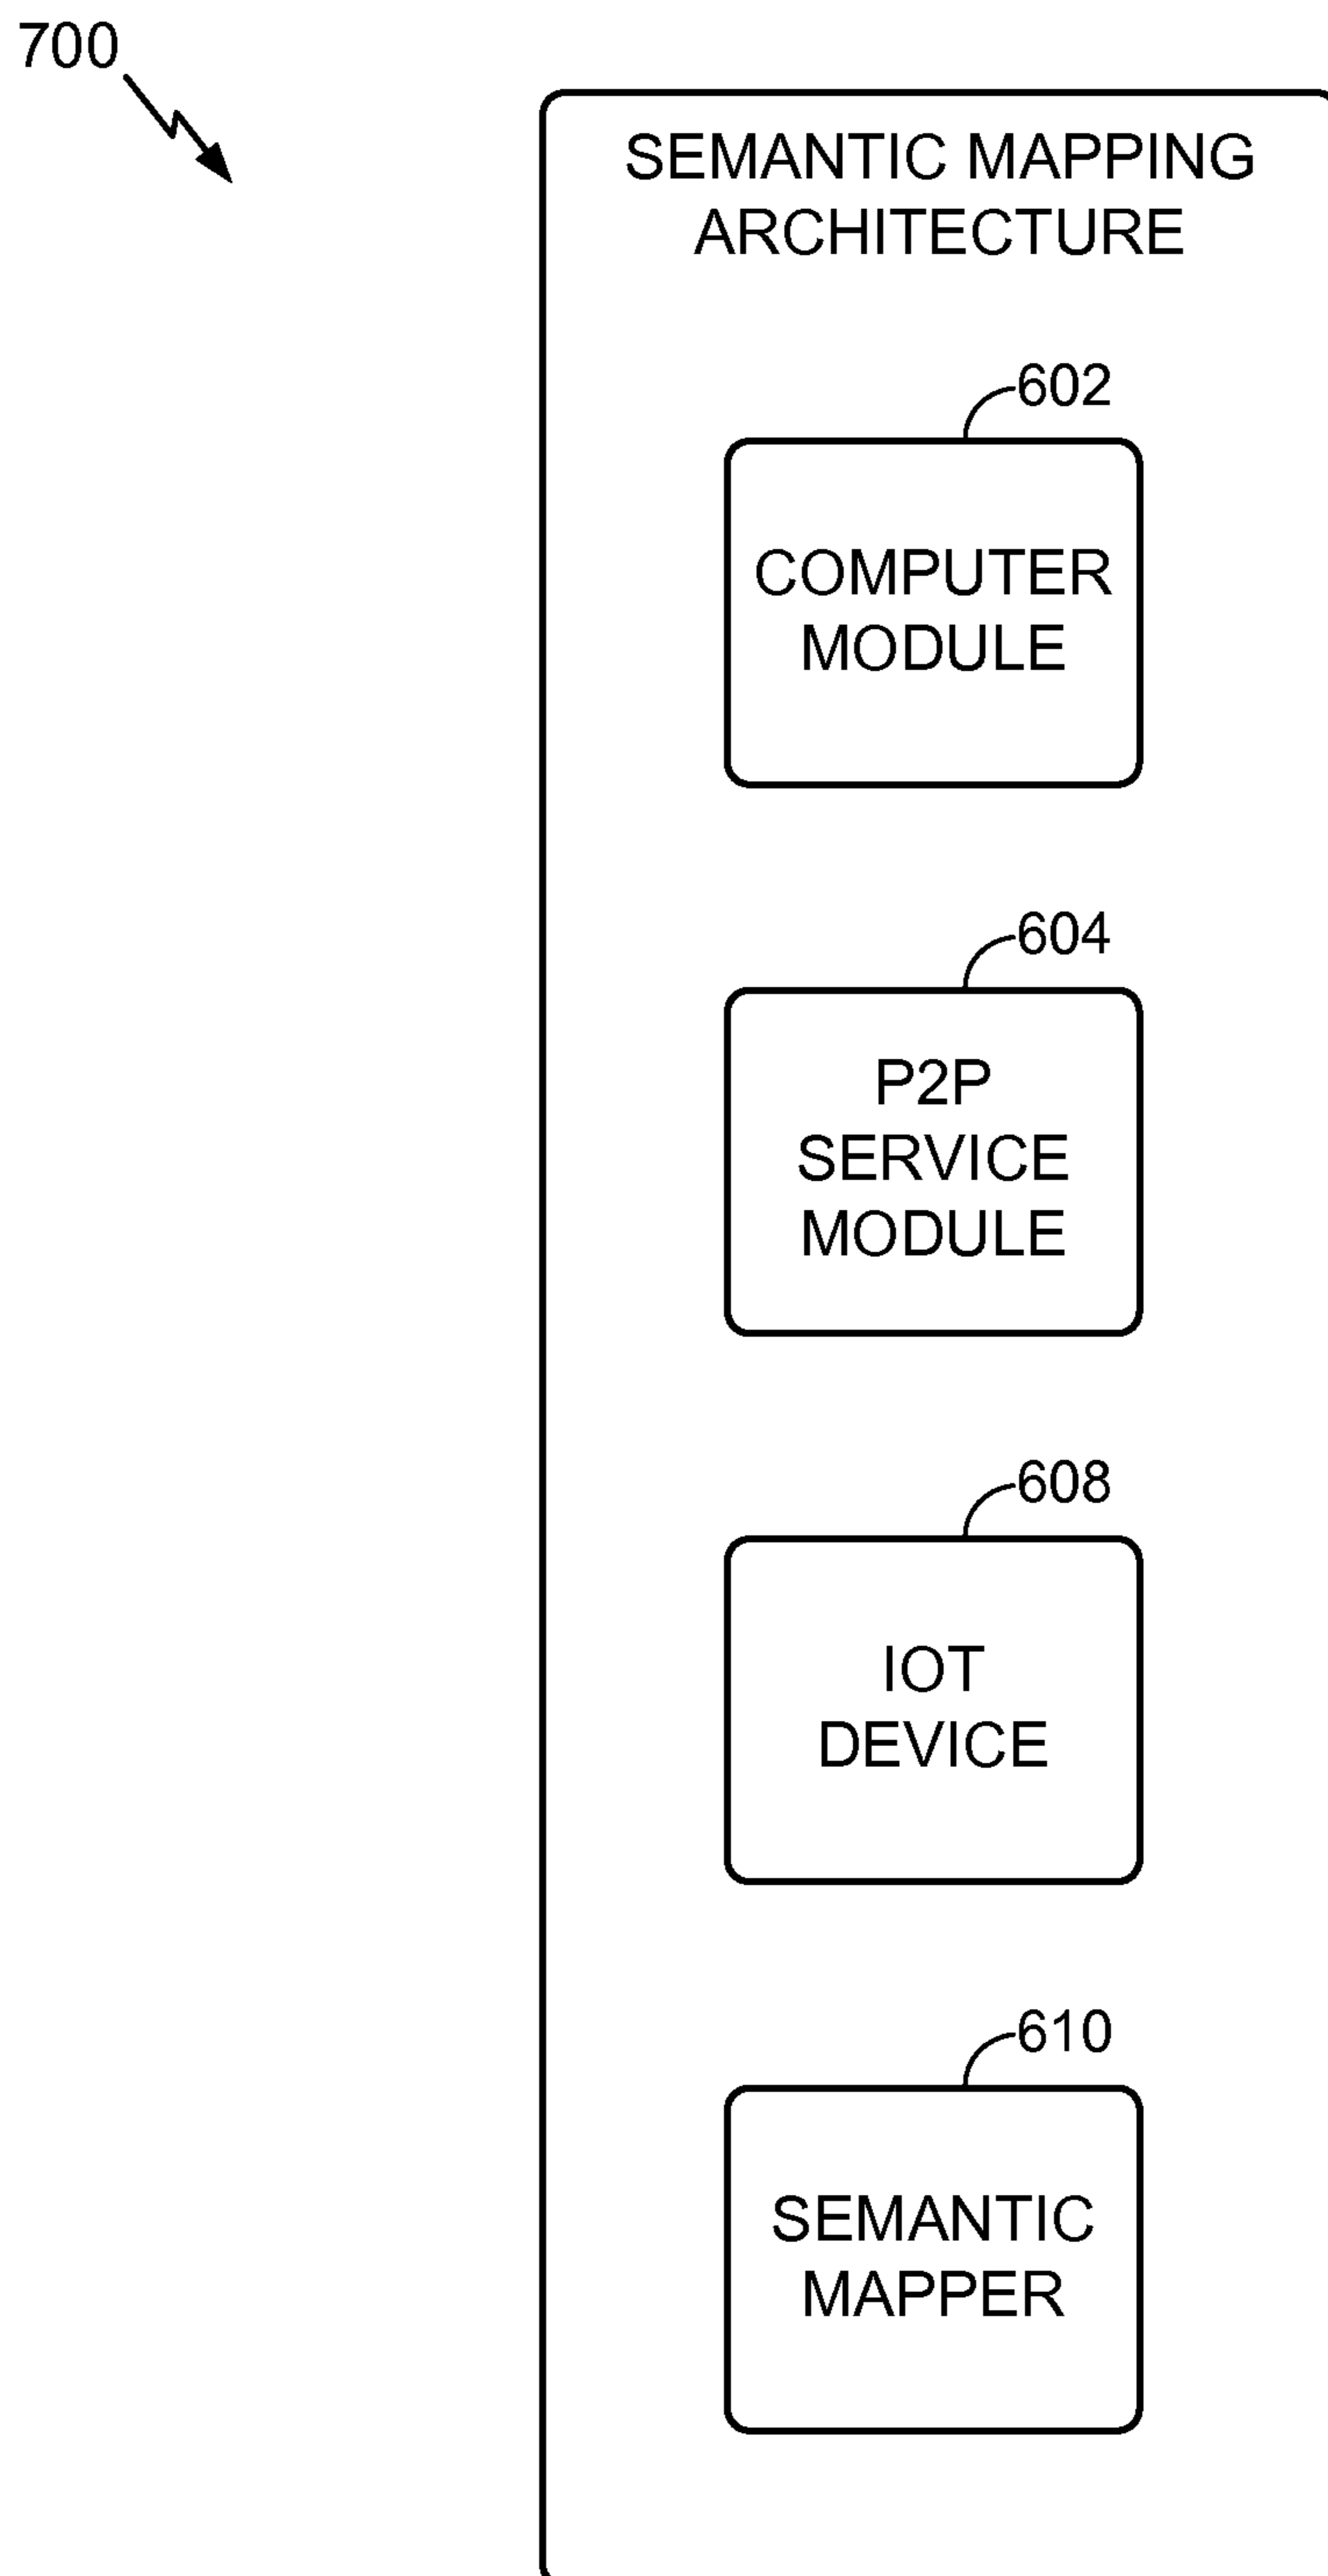 700
SEMANTIC MAPPING
ARCHITECTURE
602
COMPUTER
MODULE
604
P2P
SERVICE
MODULE
608
IOT
DEVICE
610
SEMANTIC
MAPPER